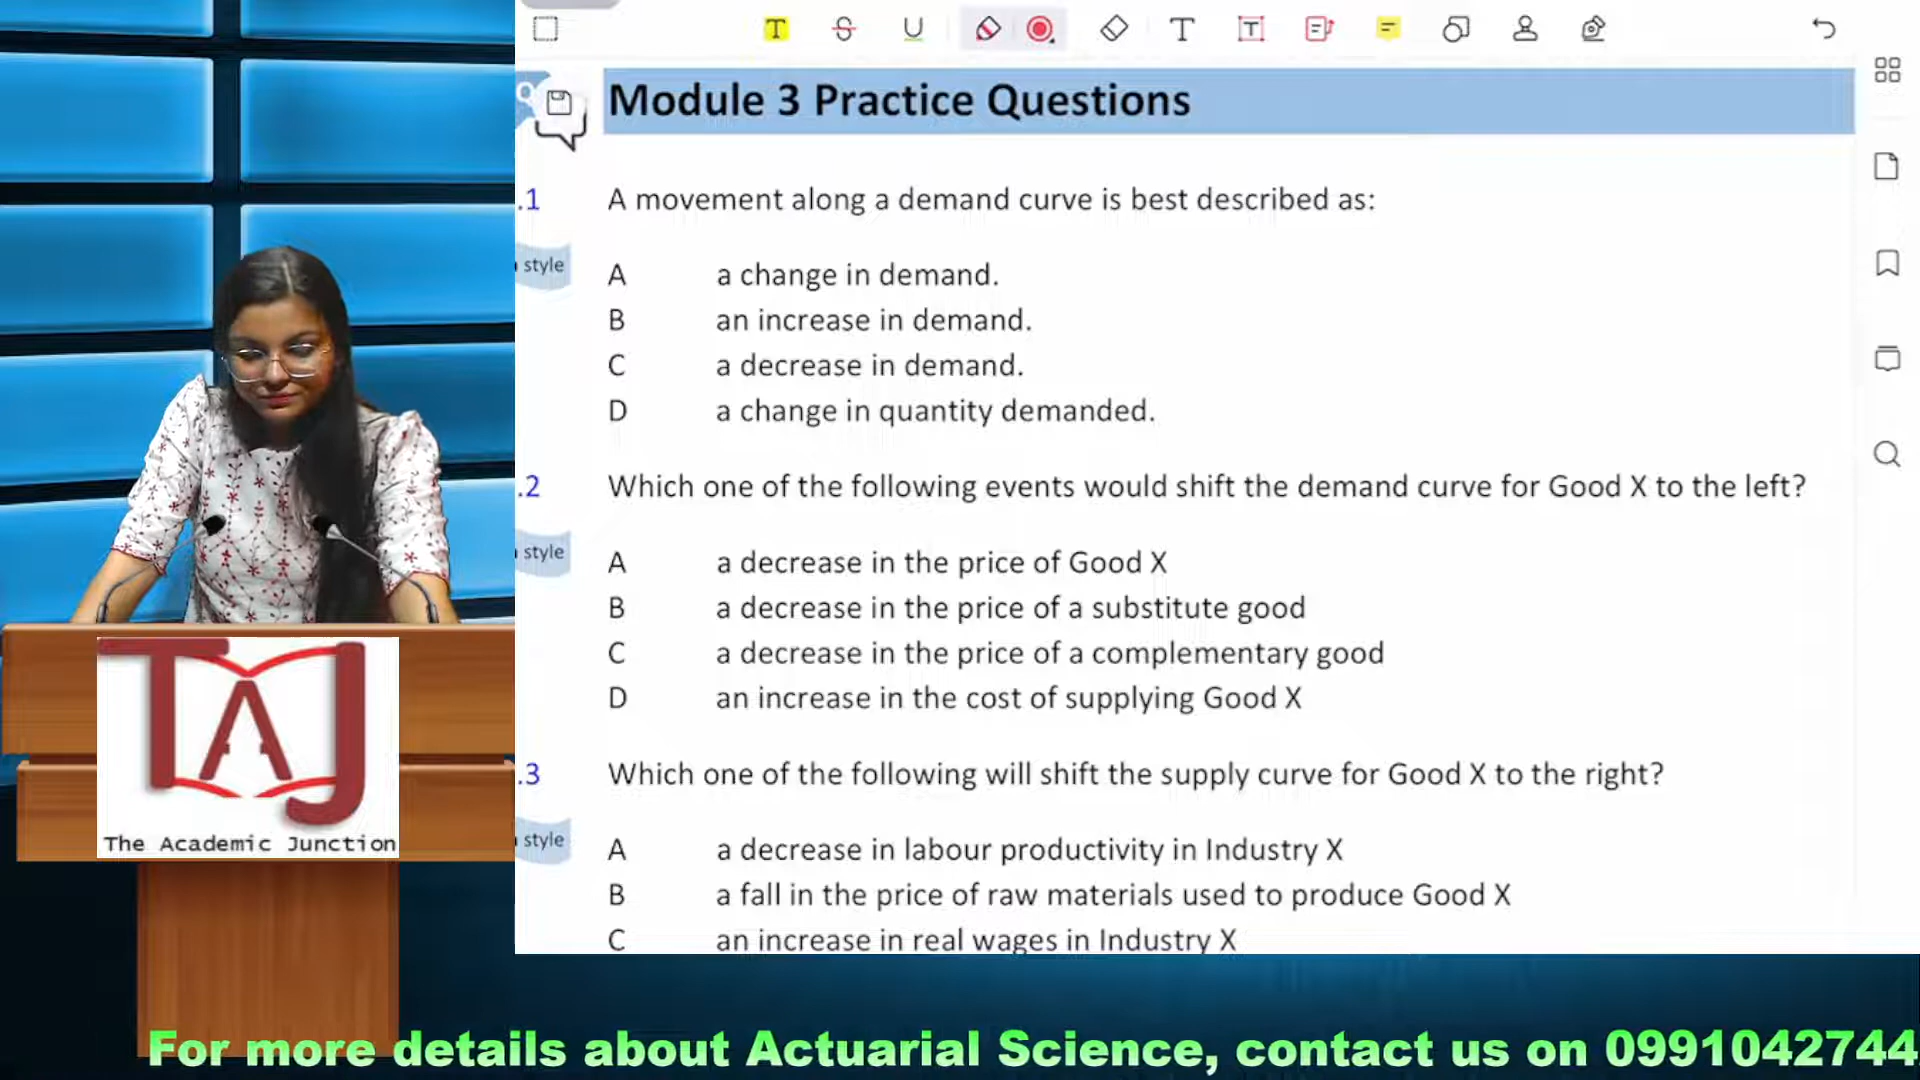 Module 3 Practice Questions
.1 A movement along a demand curve is best described as:
style
A a change in demand.
B an increase in demand.
C a decrease in demand.
D a change in quantity demanded.
.2 Which one of the following events would shift the demand curve for Good X to the left?
style
A a decrease in the price of Good X
B a decrease in the price of a substitute good
C a decrease in the price of a complementary good
D an increase in the cost of supplying Good X
.3 Which one of the following will shift the supply curve for Good X to the right?
style
A a decrease in labour productivity in Industry X
B a fall in the price of raw materials used to produce Good X
C an increase in real wages in Industry X
TAJ
The Academic Junction
For more details about Actuarial Science, contact us on 0991042744